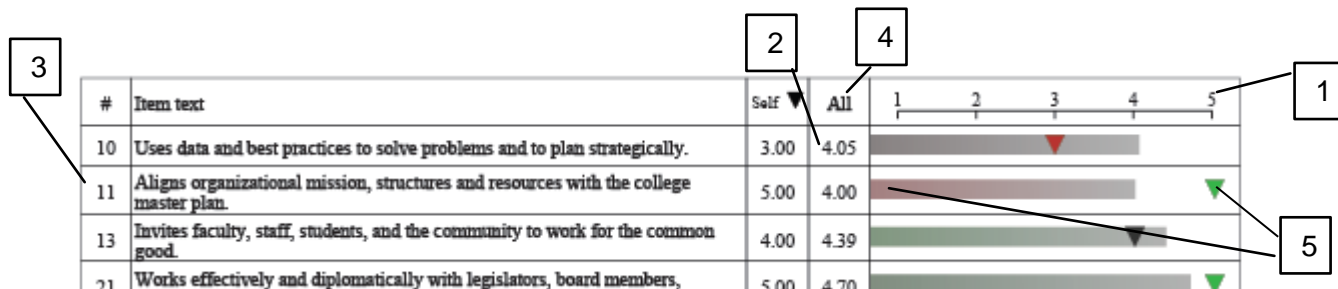 2
4
3
1
# Item text Self ▼ All 1 2 3 4 5
10 Uses data and best practices to solve problems and to plan strategically. 3.00 4.05
11 Aligns organizational mission, structures and resources with the college
master plan. 5.00 4.00
13 Invites faculty, staff, students, and the community to work for the common
good. 4.00 4.39
5
21 Works effectively and diplomatically with legislators, board members, 5.00 4.70